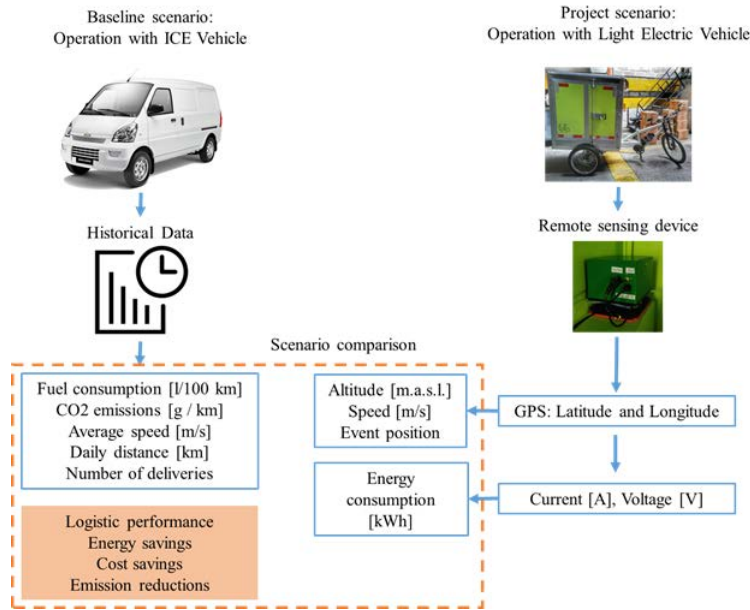 Baseline scenario:
Operation with ICE Vehicle
Project scenario:
Operation with Light Electric Vehicle
Historical Data
Remote sensing device
Scenario comparison
Fuel consumption [l/100 km]
CO2 emissions [g / km]
Average speed [m/s]
Daily distance [km]
Number of deliveries
Altitude [m.a.s.l.]
Speed [m/s]
Event position
GPS: Latitude and Longitude
Energy
consumption
[kWh]
Current [A], Voltage [V]
Logistic performance
Energy savings
Cost savings
Emission reductions